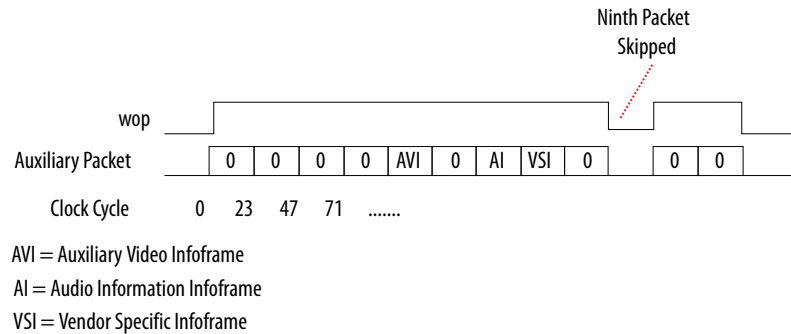 Ninth Packet
Skipped
wop
Auxiliary Packet 0 0 0 0 AVI 0 AI VSI 0 0 0
Clock Cycle 0 23 47 71 .......
AVI = Auxiliary Video Infoframe
AI = Audio Information Infoframe
VSI = Vendor Specific Infoframe